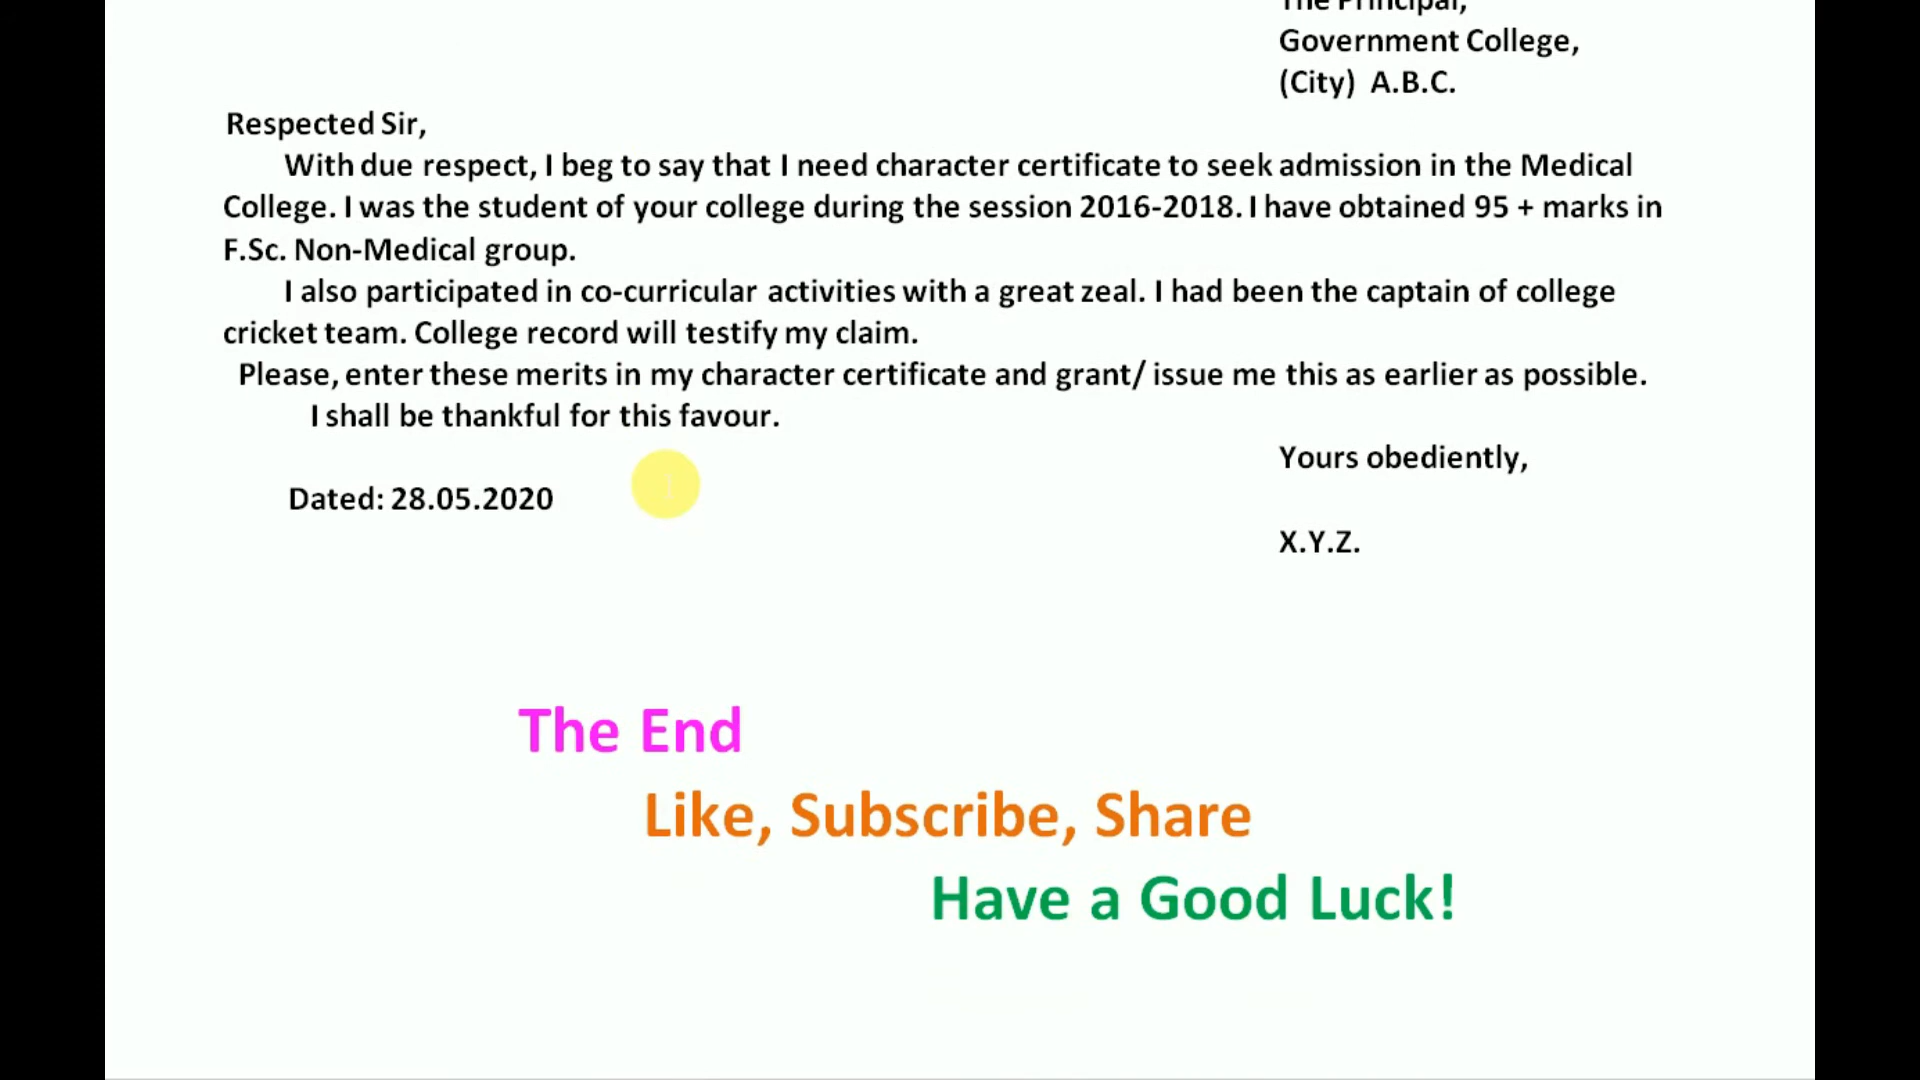 The Principal,
Government College,
(City) A.B.C.
Respected Sir,
With due respect, I beg to say that I need character certificate to seek admission in the Medical
College. I was the student of your college during the session 2016-2018. I have obtained 95 + marks in
F.Sc. Non-Medical group.
I also participated in co-curricular activities with a great zeal. I had been the captain of college
cricket team. College record will testify my claim.
Please, enter these merits in my character certificate and grant/ issue me this as earlier as possible.
I shall be thankful for this favour.
Yours obediently,
Dated: 28.05.2020
X.Y.Z.
The End
Like, Subscribe, Share
Have a Good Luck!